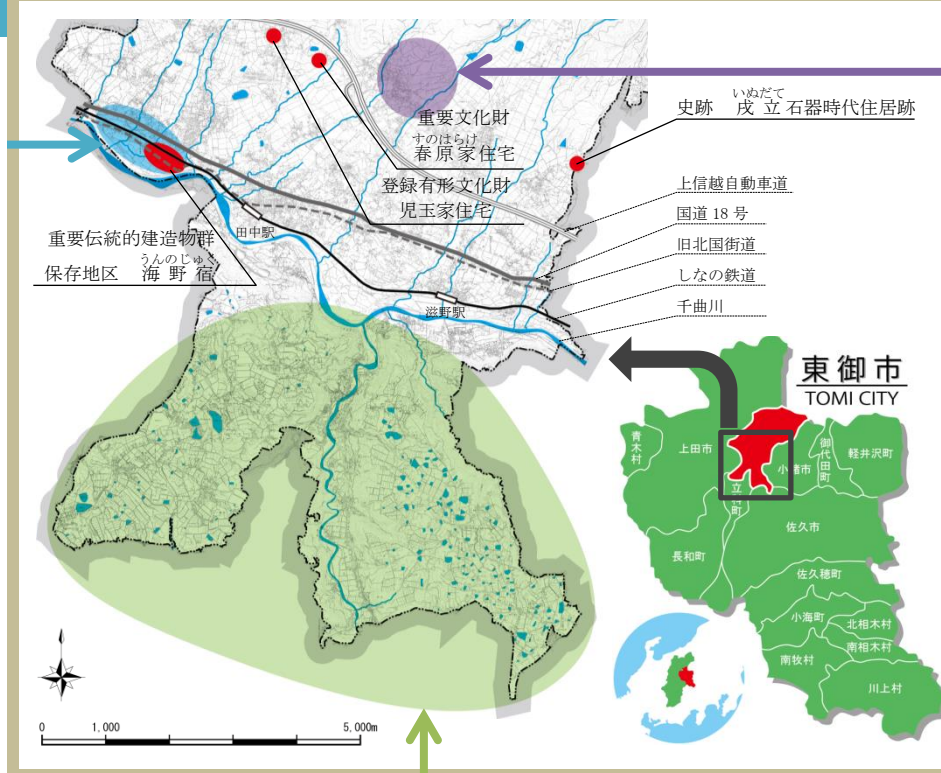 いぬだて
史跡 戌立石器時代住居跡
重要文化財
すのはらけ
春原家住宅
登録有形文化財
児玉家住宅
上信越自動車道
国道18号
旧北国街道
しなの鉄道
千曲川
田中駅
滋野駅
重要伝統的建造物群
うんのじゅく
保存地区 海野宿
東御市
TOMI CITY
青木村
上田市
小諸市
御代田町
軽井沢町
立科町
佐久市
長和町
佐久穂町
小海町
北相木村
南相木村
南牧村
川上村
0 1,000 5,000m